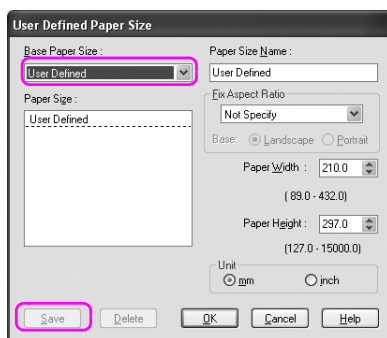 User Defined Paper Size
Base Paper Size :
User Defined
Paper Size :
User Defined
Paper Size Name :
User Defined
Fix Aspect Ratio
Not Specify
Base: Landscape Portrait
Paper Width : 210.0
( 89.0 - 432.0)
Paper Height : 297.0
(127.0 - 15000.0)
Unit
mm inch
Save Delete OK Cancel Help